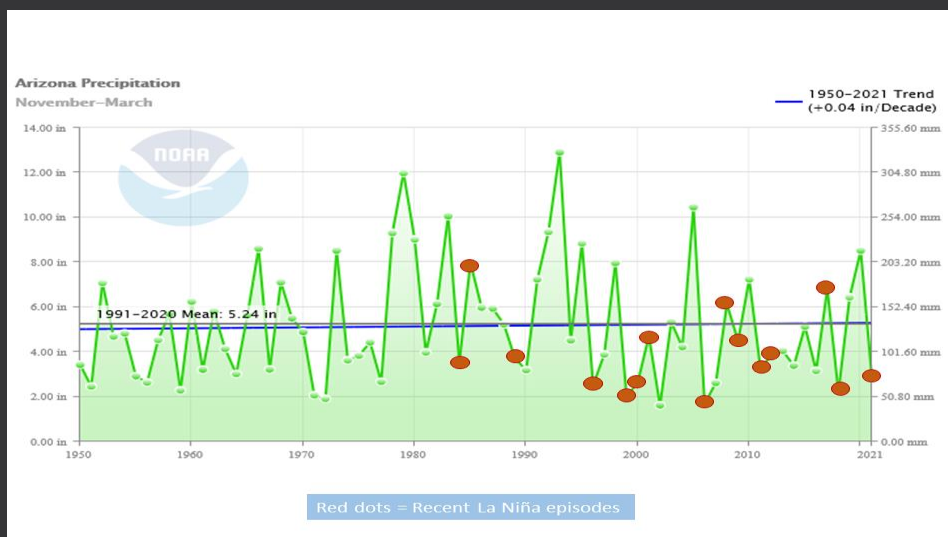 Arizona Precipitation
November–March
1950–2021 Trend
(+0.04 in/Decade)
14.00 in
355.60 mm
NOAA
12.00 in
304.80 mm
10.00 in
254.00 mm
8.00 in
203.20 mm
6.00 in
152.40 mm
1991–2020 Mean: 5.24 in
4.00 in
101.60 mm
2.00 in
50.80 mm
0.00 in
0.00 mm
1950
1960
1970
1980
1990
2000
2010
2021
Red dots = Recent La Niña episodes